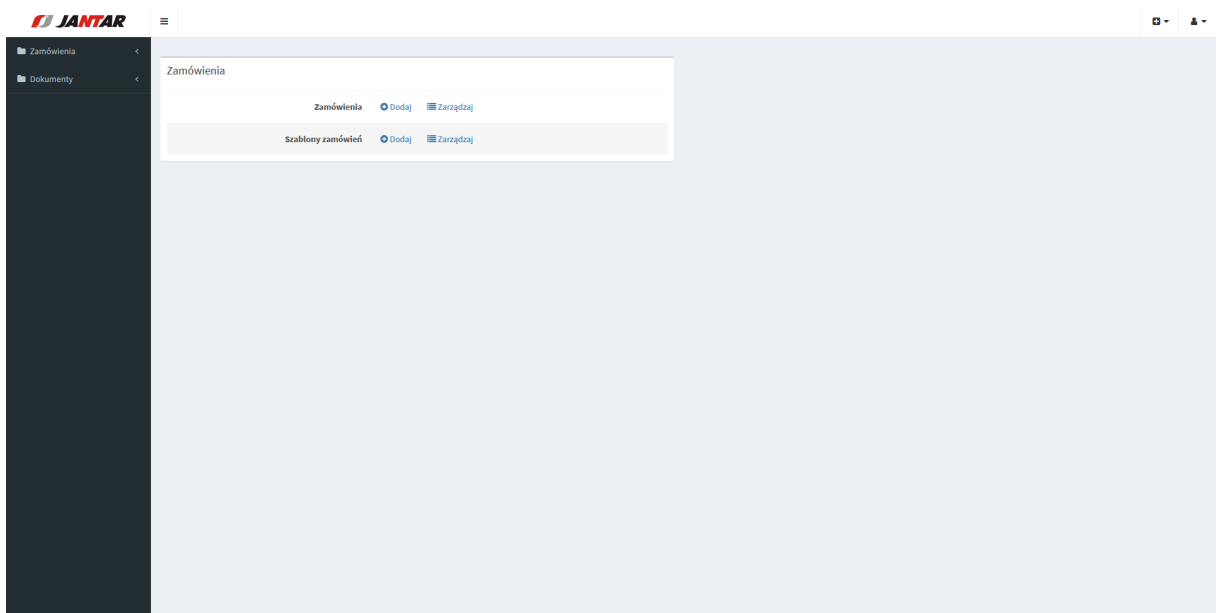 JANTAR
Zamówienia
Dokumenty
Zamówienia
Zamówienia Dodaj Zarządzaj
Szablony zamówień Dodaj Zarządzaj